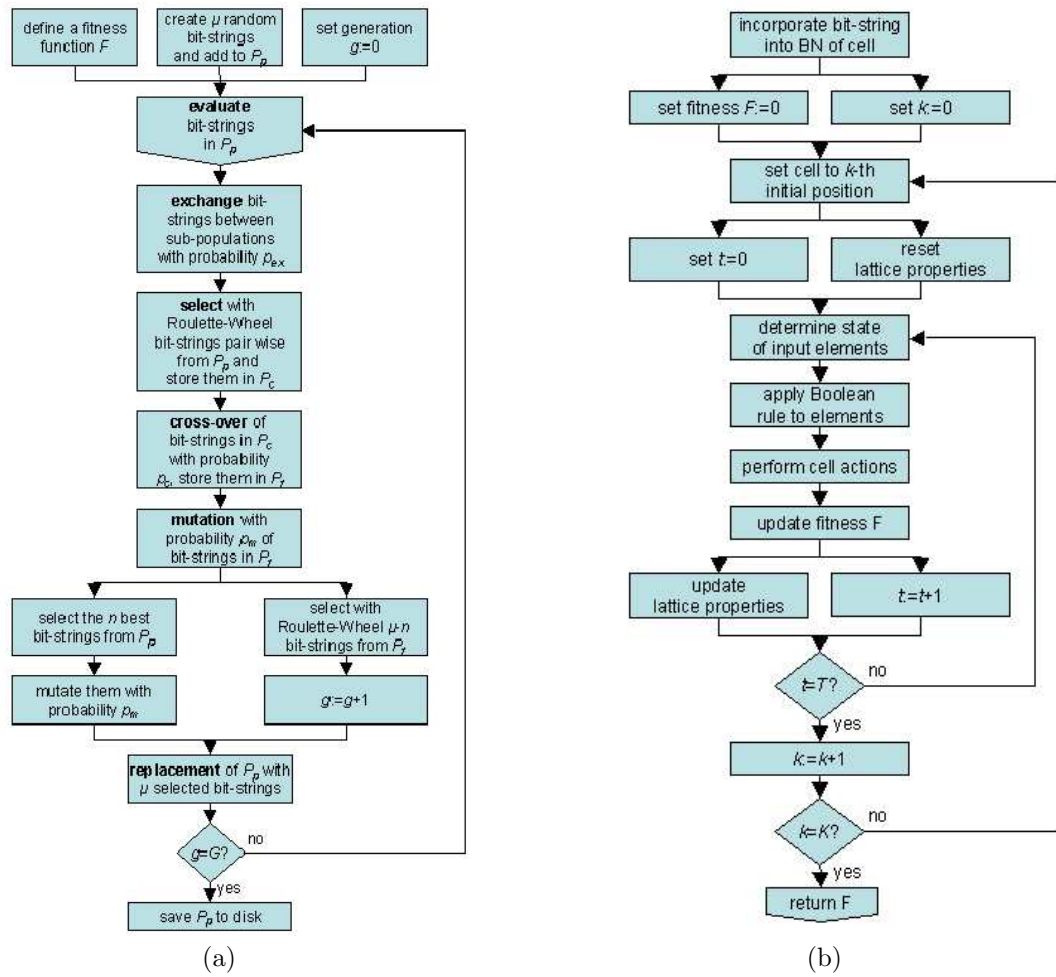 define a fitness
function F
create μ random
bit-strings
and add to Pp
set generation
g:=0
evaluate
bit-strings
in Pp
exchange bit-
strings between
sub-populations
with probability pex
select with
Roulette-Wheel
bit-strings pair wise
from Pp and
store them in Pc
cross-over of
bit-strings in Pc
with probability
pc, store them in Pf
mutation with
probability pm of
bit-strings in Pf
select the n best
bit-strings from Pp
select with
Roulette-Wheel μ-n
bit-strings from Pf
mutate them with
probability pm
g:=g+1
replacement of Pp with
μ selected bit-strings
g=G?
no
yes
save Pp to disk
(a)
incorporate bit-string
into BN of cell
set fitness F:=0
set k:=0
set cell to k-th
initial position
set t:=0
reset
lattice properties
determine state
of input elements
apply Boolean
rule to elements
perform cell actions
update fitness F
update
lattice properties
t:=t+1
t=T?
no
yes
k:=k+1
k=K?
no
yes
return F
(b)